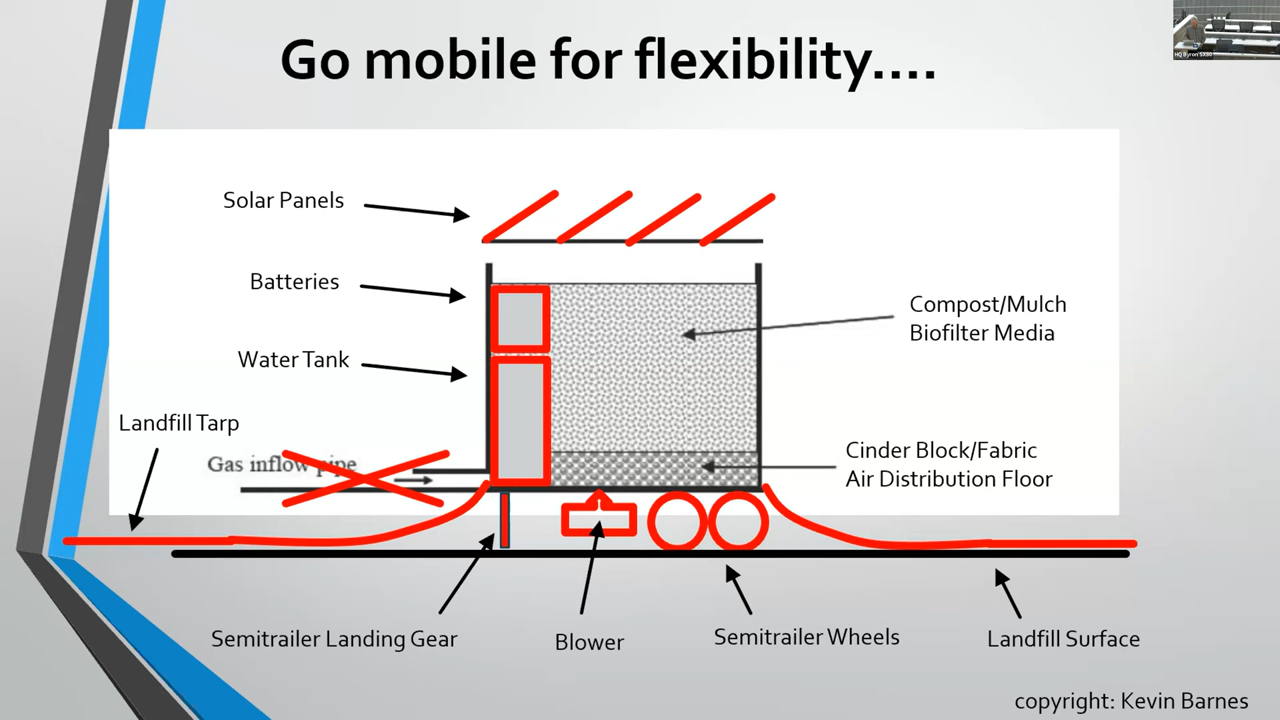 Go mobile for flexibility....
Solar Panels
Batteries
Compost/Mulch
Biofilter Media
Water Tank
Landfill Tarp
Gas inflow pipe
Cinder Block/Fabric
Air Distribution Floor
Semitrailer Landing Gear
Blower
Semitrailer Wheels
Landfill Surface
copyright: Kevin Barnes